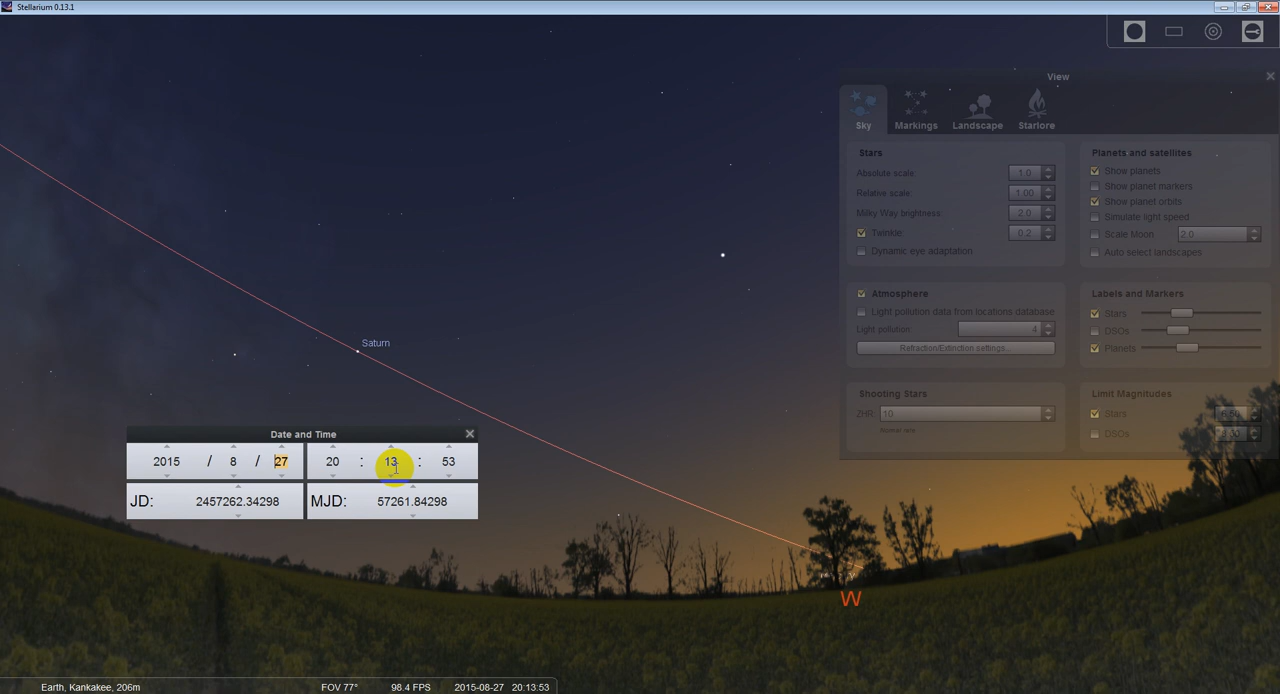 Stellarium 0.13.1
View
Sky
Markings
Landscape
Starlore
Stars
Absolute scale: 1.0
Relative scale: 1.00
Milky Way brightness: 2.0
Twinkle: 0.2
Dynamic eye adaptation
Planets and satellites
Show planets
Show planet markers
Show planet orbits
Simulate light speed
Scale Moon 2.0
Auto select landscapes
Atmosphere
Light pollution data from locations database
Light pollution: 4
Refraction/Extinction settings...
Labels and Markers
Stars
DSOs
Planets
Shooting Stars
ZHR: 10
Normal rate
Limit Magnitudes
Stars 6.50
DSOs
Saturn
Date and Time
2015 / 8 / 27 20 : 13 : 53
JD: 2457262.34298 MJD: 57261.84298
W
Earth, Kankakee, 206m FOV 77° 98.4 FPS 2015-08-27 20:13:53